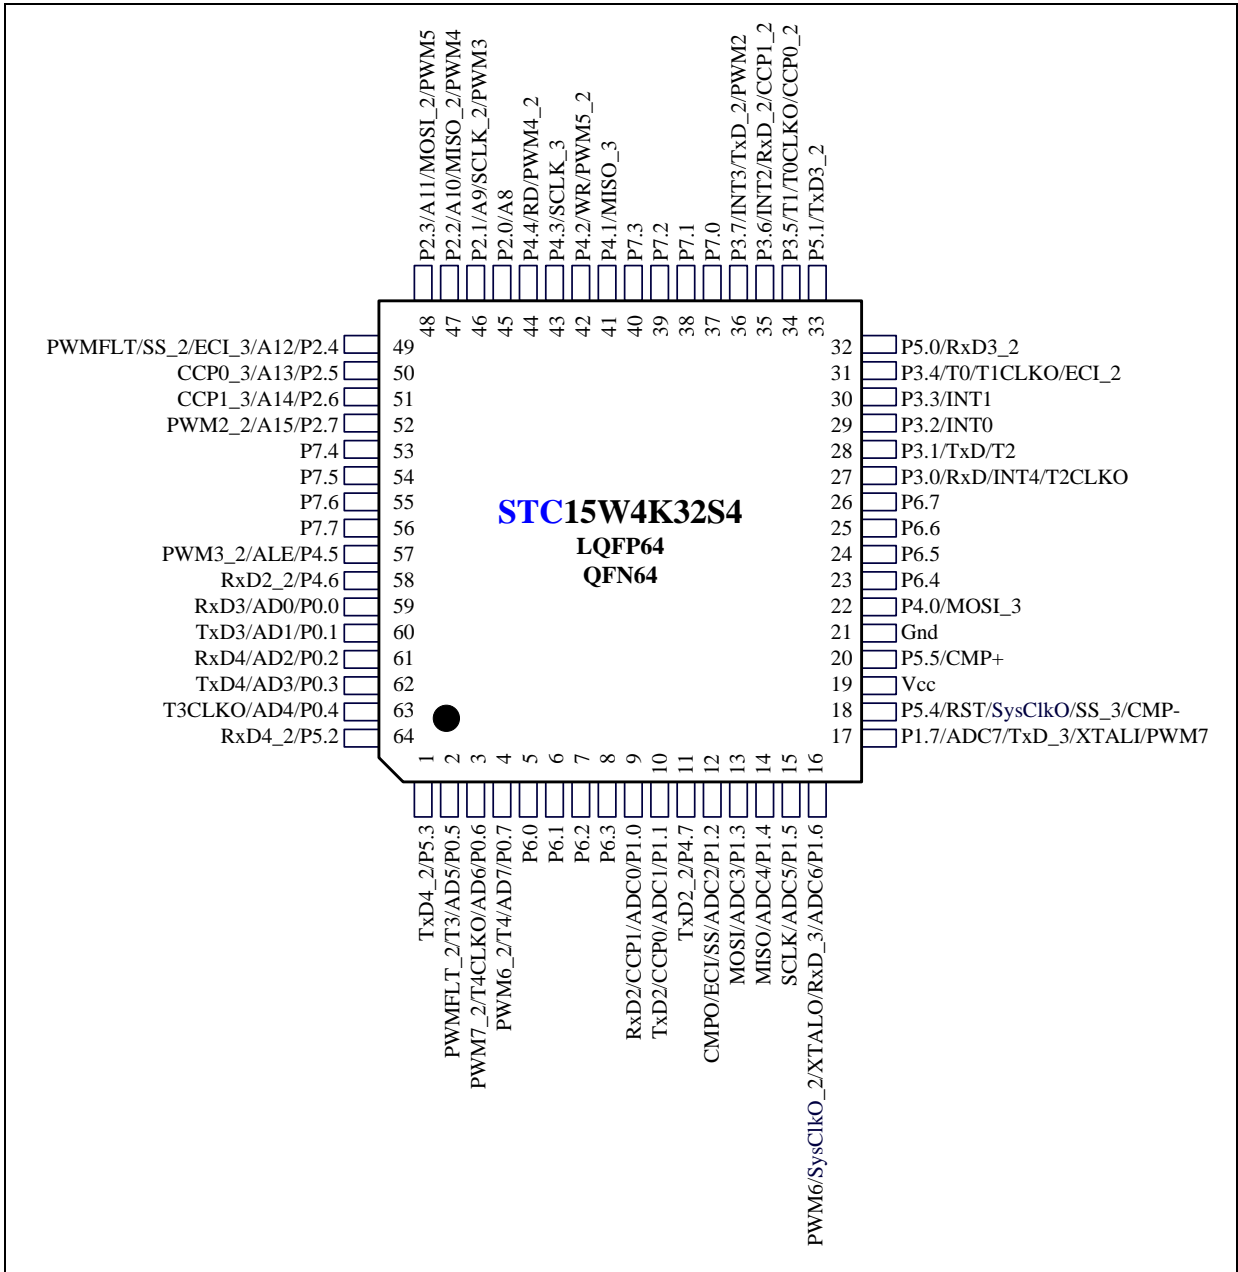 P2.3/A11/MOSI_2/PWM5
P2.2/A10/MISO_2/PWM4
P2.1/A9/SCLK_2/PWM3
P2.0/A8
P4.4/RD/PWM4_2
P4.3/SCLK_3
P4.2/WR/PWM5_2
P4.1/MISO_3
P7.3
P7.2
P7.1
P7.0
P3.7/INT3/TxD_2/PWM2
P3.6/INT2/RxD_2/CCP1_2
P3.5/T1/T0CLKO/CCP0_2
P5.1/TxD3_2
48 47 46 45 44 43 42 41 40 39 38 37 36 35 34 33
PWMFLT/SS_2/ECI_3/A12/P2.4 49
CCP0_3/A13/P2.5 50
CCP1_3/A14/P2.6 51
PWM2_2/A15/P2.7 52
P7.4 53
P7.5 54
P7.6 55
P7.7 56
PWM3_2/ALE/P4.5 57
RxD2_2/P4.6 58
RxD3/AD0/P0.0 59
TxD3/AD1/P0.1 60
RxD4/AD2/P0.2 61
TxD4/AD3/P0.3 62
T3CLKO/AD4/P0.4 63
RxD4_2/P5.2 64
STC15W4K32S4
LQFP64
QFN64
32 P5.0/RxD3_2
31 P3.4/T0/T1CLKO/ECI_2
30 P3.3/INT1
29 P3.2/INT0
28 P3.1/TxD/T2
27 P3.0/RxD/INT4/T2CLKO
26 P6.7
25 P6.6
24 P6.5
23 P6.4
22 P4.0/MOSI_3
21 Gnd
20 P5.5/CMP+
19 Vcc
18 P5.4/RST/SysClkO/SS_3/CMP-
17 P1.7/ADC7/TxD_3/XTALI/PWM7
1 2 3 4 5 6 7 8 9 10 11 12 13 14 15 16
TxD4_2/P5.3
PWMFLT_2/T3/AD5/P0.5
PWM7_2/T4CLKO/AD6/P0.6
PWM6_2/T4/AD7/P0.7
P6.0
P6.1
P6.2
P6.3
RxD2/CCP1/ADC0/P1.0
TxD2/CCP0/ADC1/P1.1
TxD2_2/P4.7
CMPO/ECI/SS/ADC2/P1.2
MOSI/ADC3/P1.3
MISO/ADC4/P1.4
SCLK/ADC5/P1.5
PWM6/SysClkO_2/XTALO/RxD_3/ADC6/P1.6